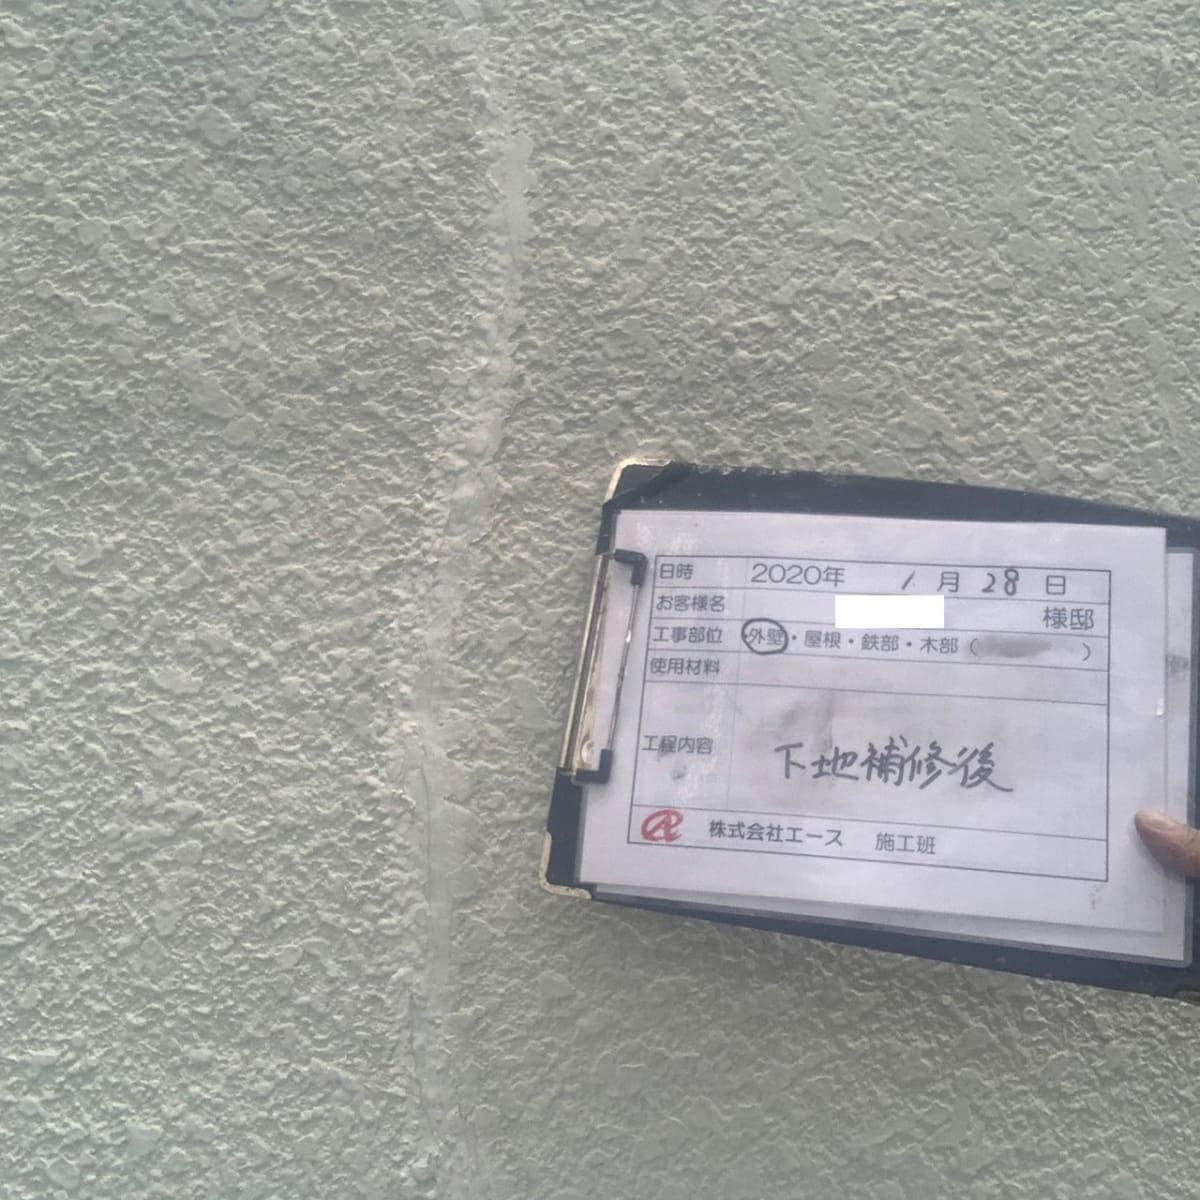 日時 2020年 1月28日
お客様名 様邸
工事部位 外壁・屋根・鉄部・木部( )
使用材料
工程内容 下地補修後
株式会社エース 施工班